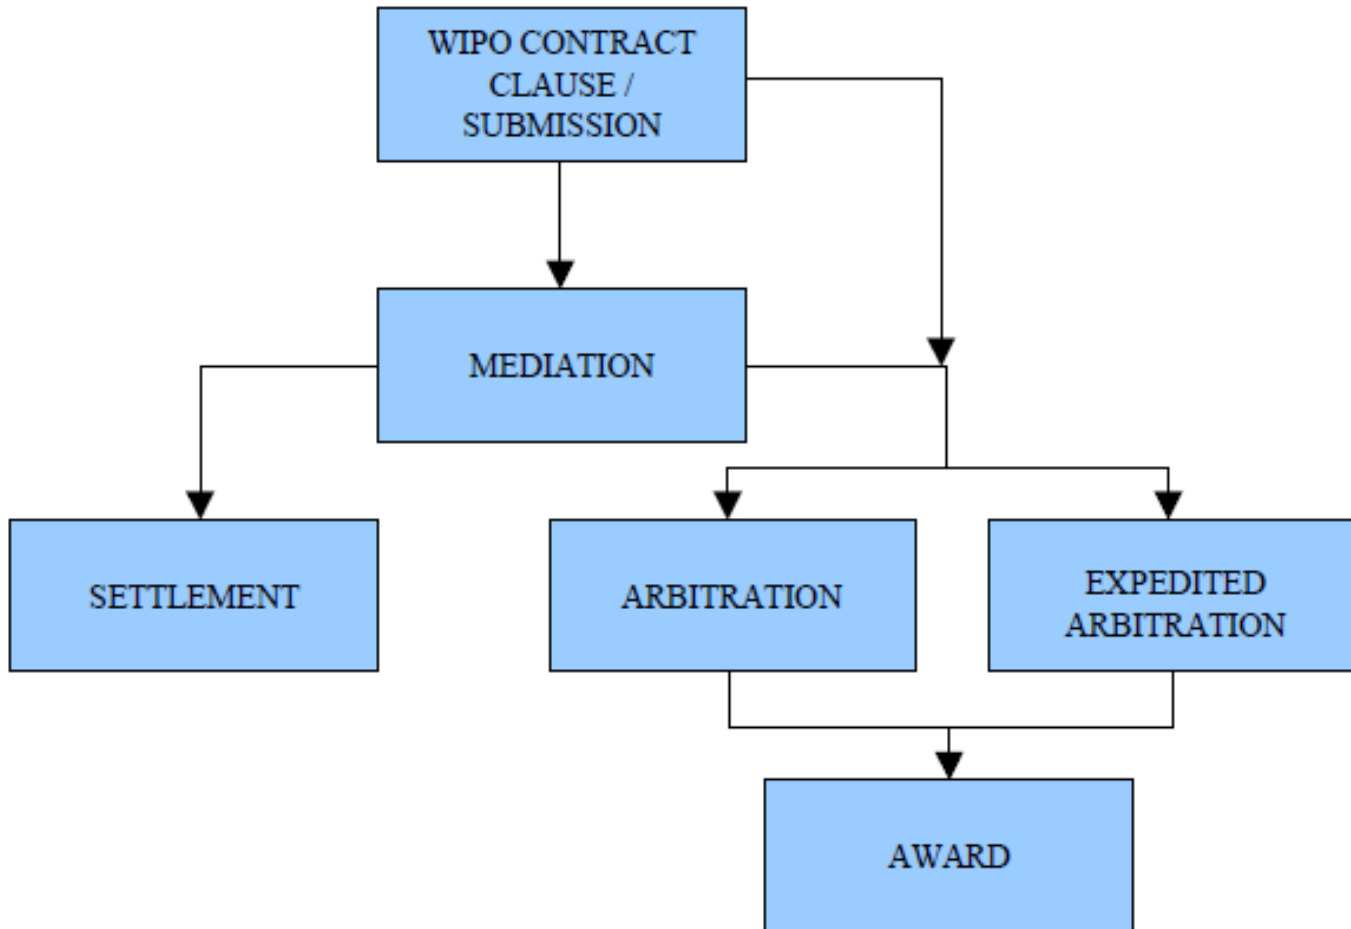 WIPO CONTRACT
CLAUSE /
SUBMISSION
MEDIATION
SETTLEMENT
ARBITRATION
EXPEDITED
ARBITRATION
AWARD